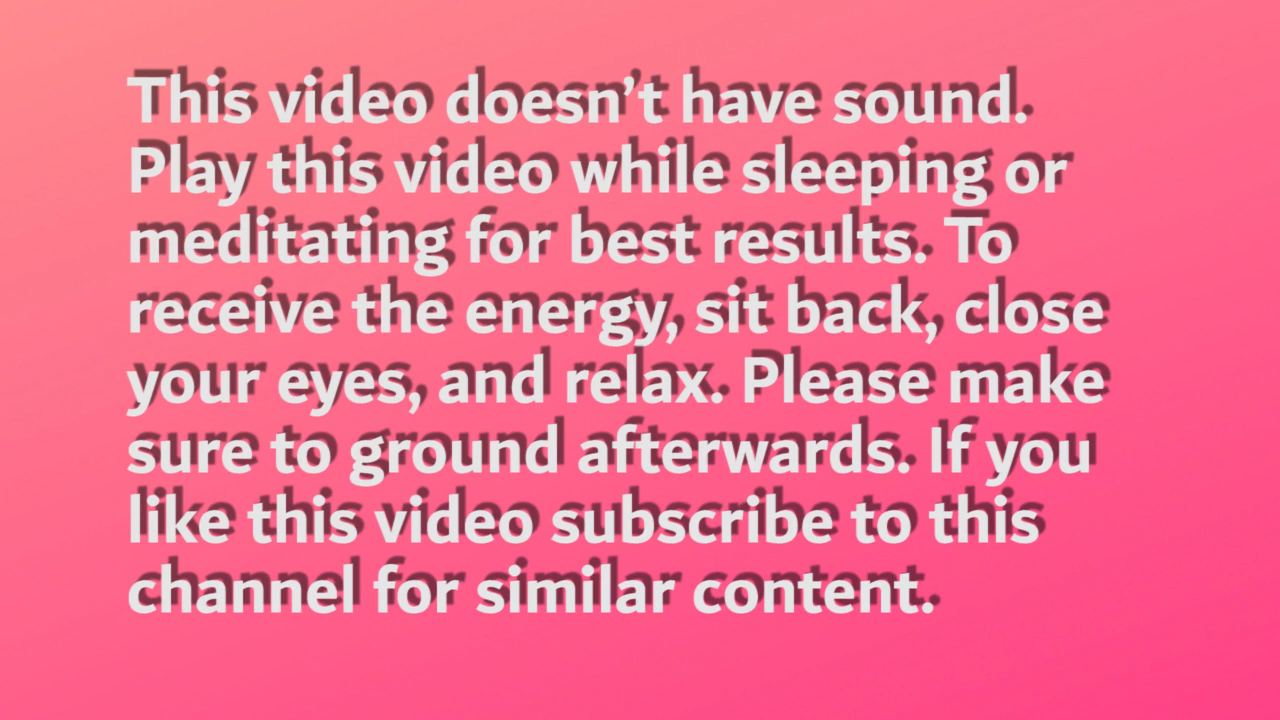 This video doesn’t have sound.
Play this video while sleeping or
meditating for best results. To
receive the energy, sit back, close
your eyes, and relax. Please make
sure to ground afterwards. If you
like this video subscribe to this
channel for similar content.